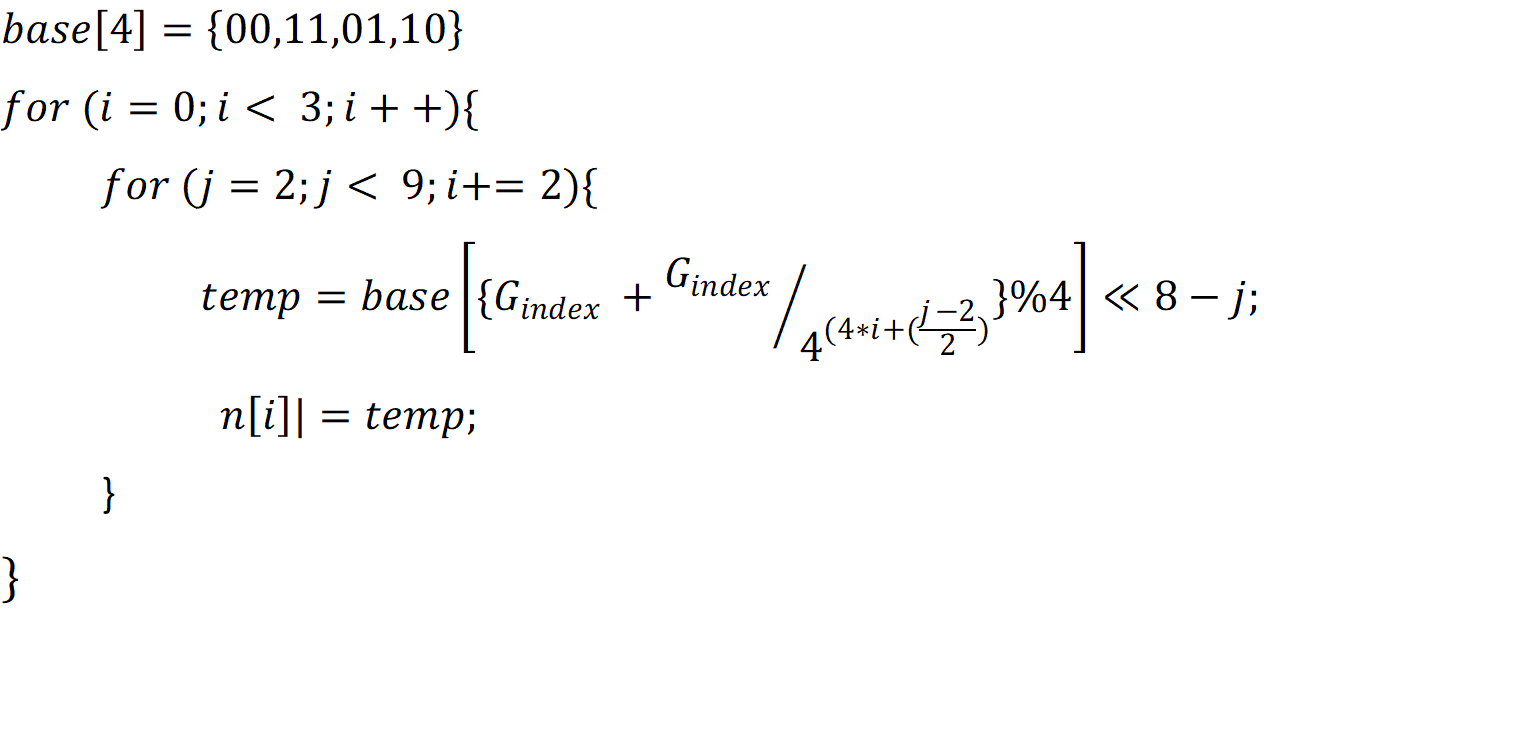 base[4] = {00,11,01,10}
for (i = 0; i < 3; i + +){
for (j = 2; j < 9; i+= 2){
temp = base [{G_index + G_index / 4^(4*i+((j−2)/2)) }%4] ≪ 8 − j;
n[i]| = temp;
}
}